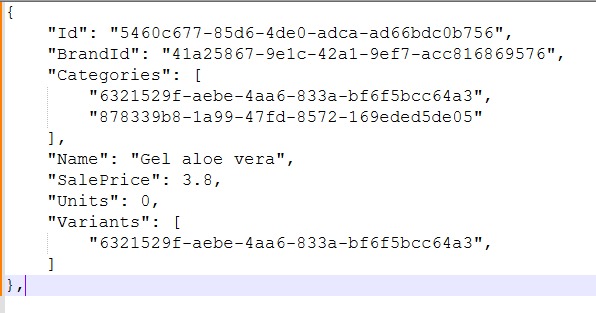 {
    "Id": "5460c677-85d6-4de0-adca-ad66bdc0b756",
    "BrandId": "41a25867-9e1c-42a1-9ef7-acc816869576",
    "Categories": [
        "6321529f-aebe-4aa6-833a-bf6f5bcc64a3",
        "878339b8-1a99-47fd-8572-169eded5de05"
    ],
    "Name": "Gel aloe vera",
    "SalePrice": 3.8,
    "Units": 0,
    "Variants": [
        "6321529f-aebe-4aa6-833a-bf6f5bcc64a3",
    ]
},